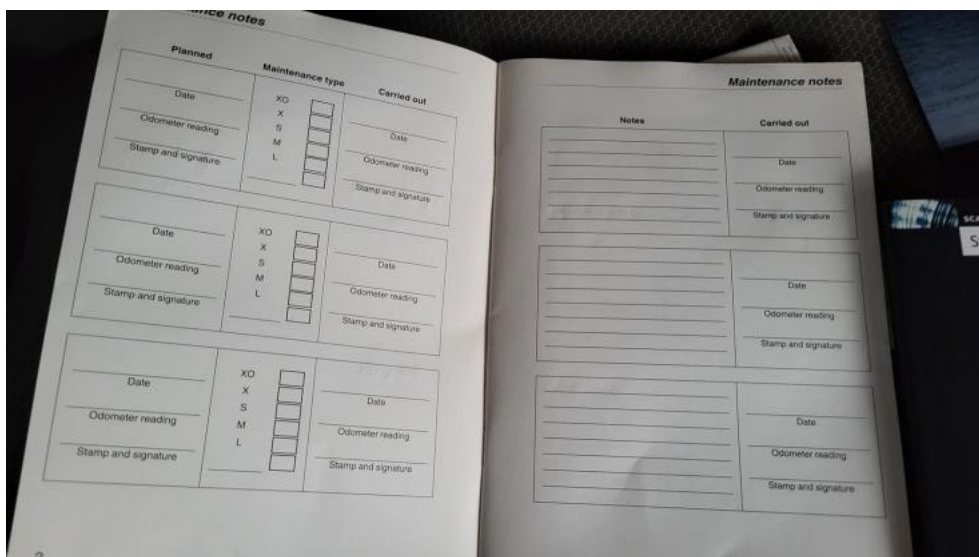 nance notes
Planned
Maintenance type
Carried out
Date
Odometer reading
Stamp and signature
XO
X
S
M
L
Date
Odometer reading
Stamp and signature
Date
Odometer reading
Stamp and signature
XO
X
S
M
L
Date
Odometer reading
Stamp and signature
Date
Odometer reading
Stamp and signature
XO
X
S
M
L
Date
Odometer reading
Stamp and signature
Maintenance notes
Notes
Carried out
Date
Odometer reading
Stamp and signature
Date
Odometer reading
Stamp and signature
Date
Odometer reading
Stamp and signature